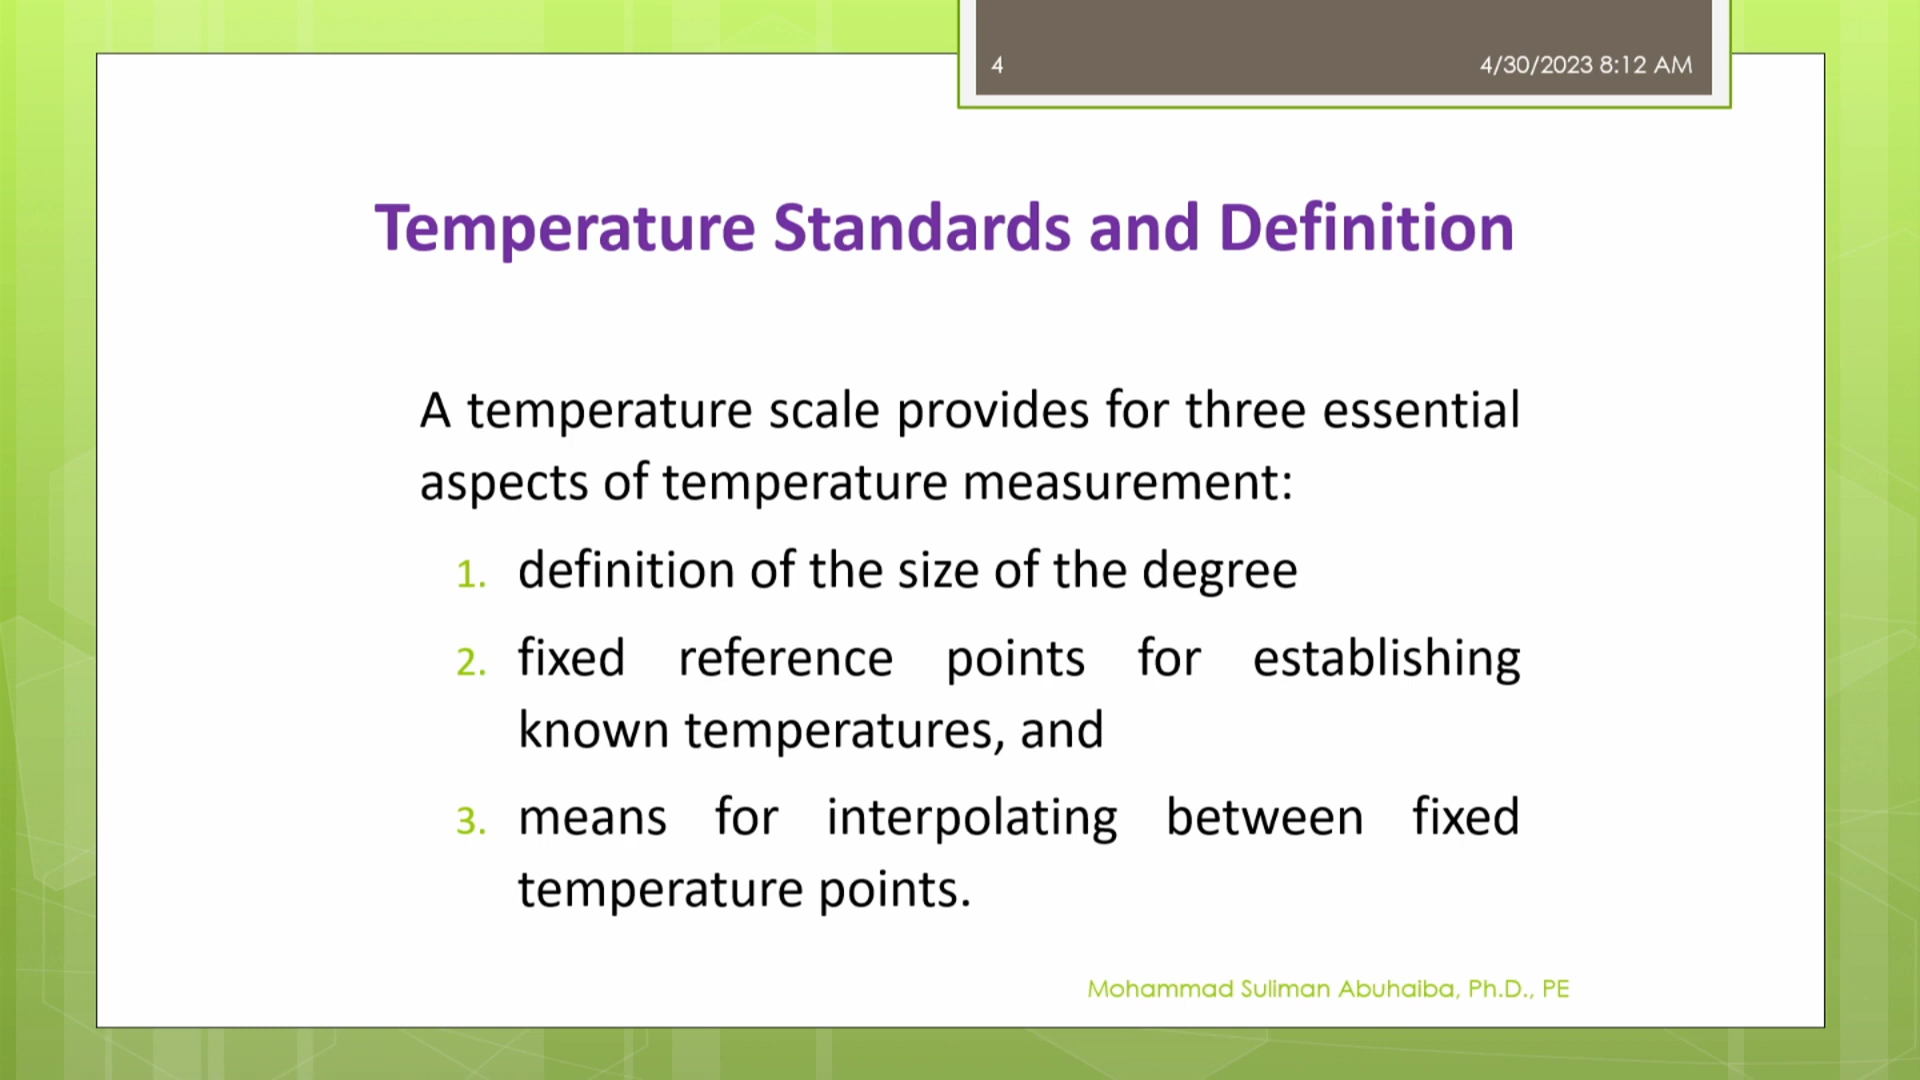 4
4/30/2023 8:12 AM
Temperature Standards and Definition
A temperature scale provides for three essential
aspects of temperature measurement:
1. definition of the size of the degree
2. fixed reference points for establishing
known temperatures, and
3. means for interpolating between fixed
temperature points.
Mohammad Suliman Abuhaiba, Ph.D., PE